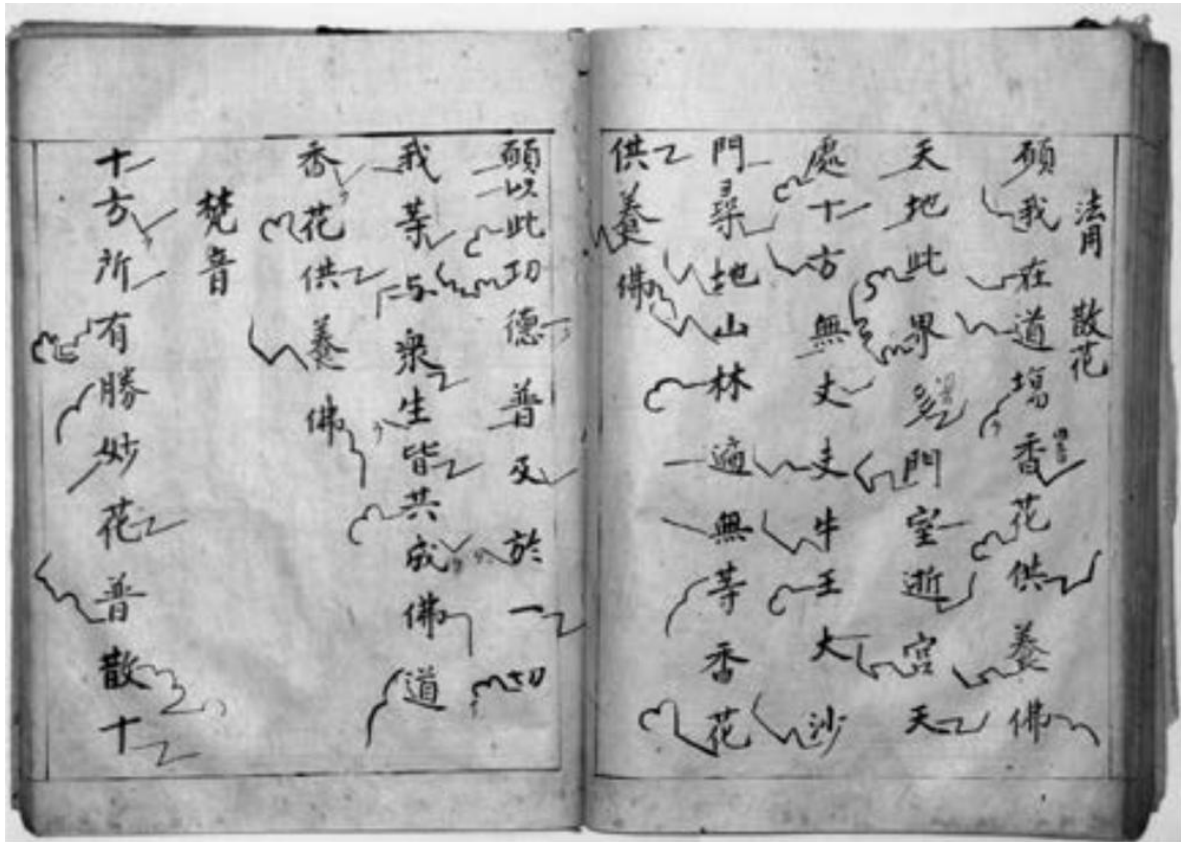 法用 散花
願我在道場香花供養佛
天地此界多門室逝宮天
處十方無丈夫牛王大沙
門尋地山林遍無等香花
供養佛
願以此功德普及於一切
我等与衆生皆共成佛道
香花供養佛
梵音
十方所有勝妙花普散十